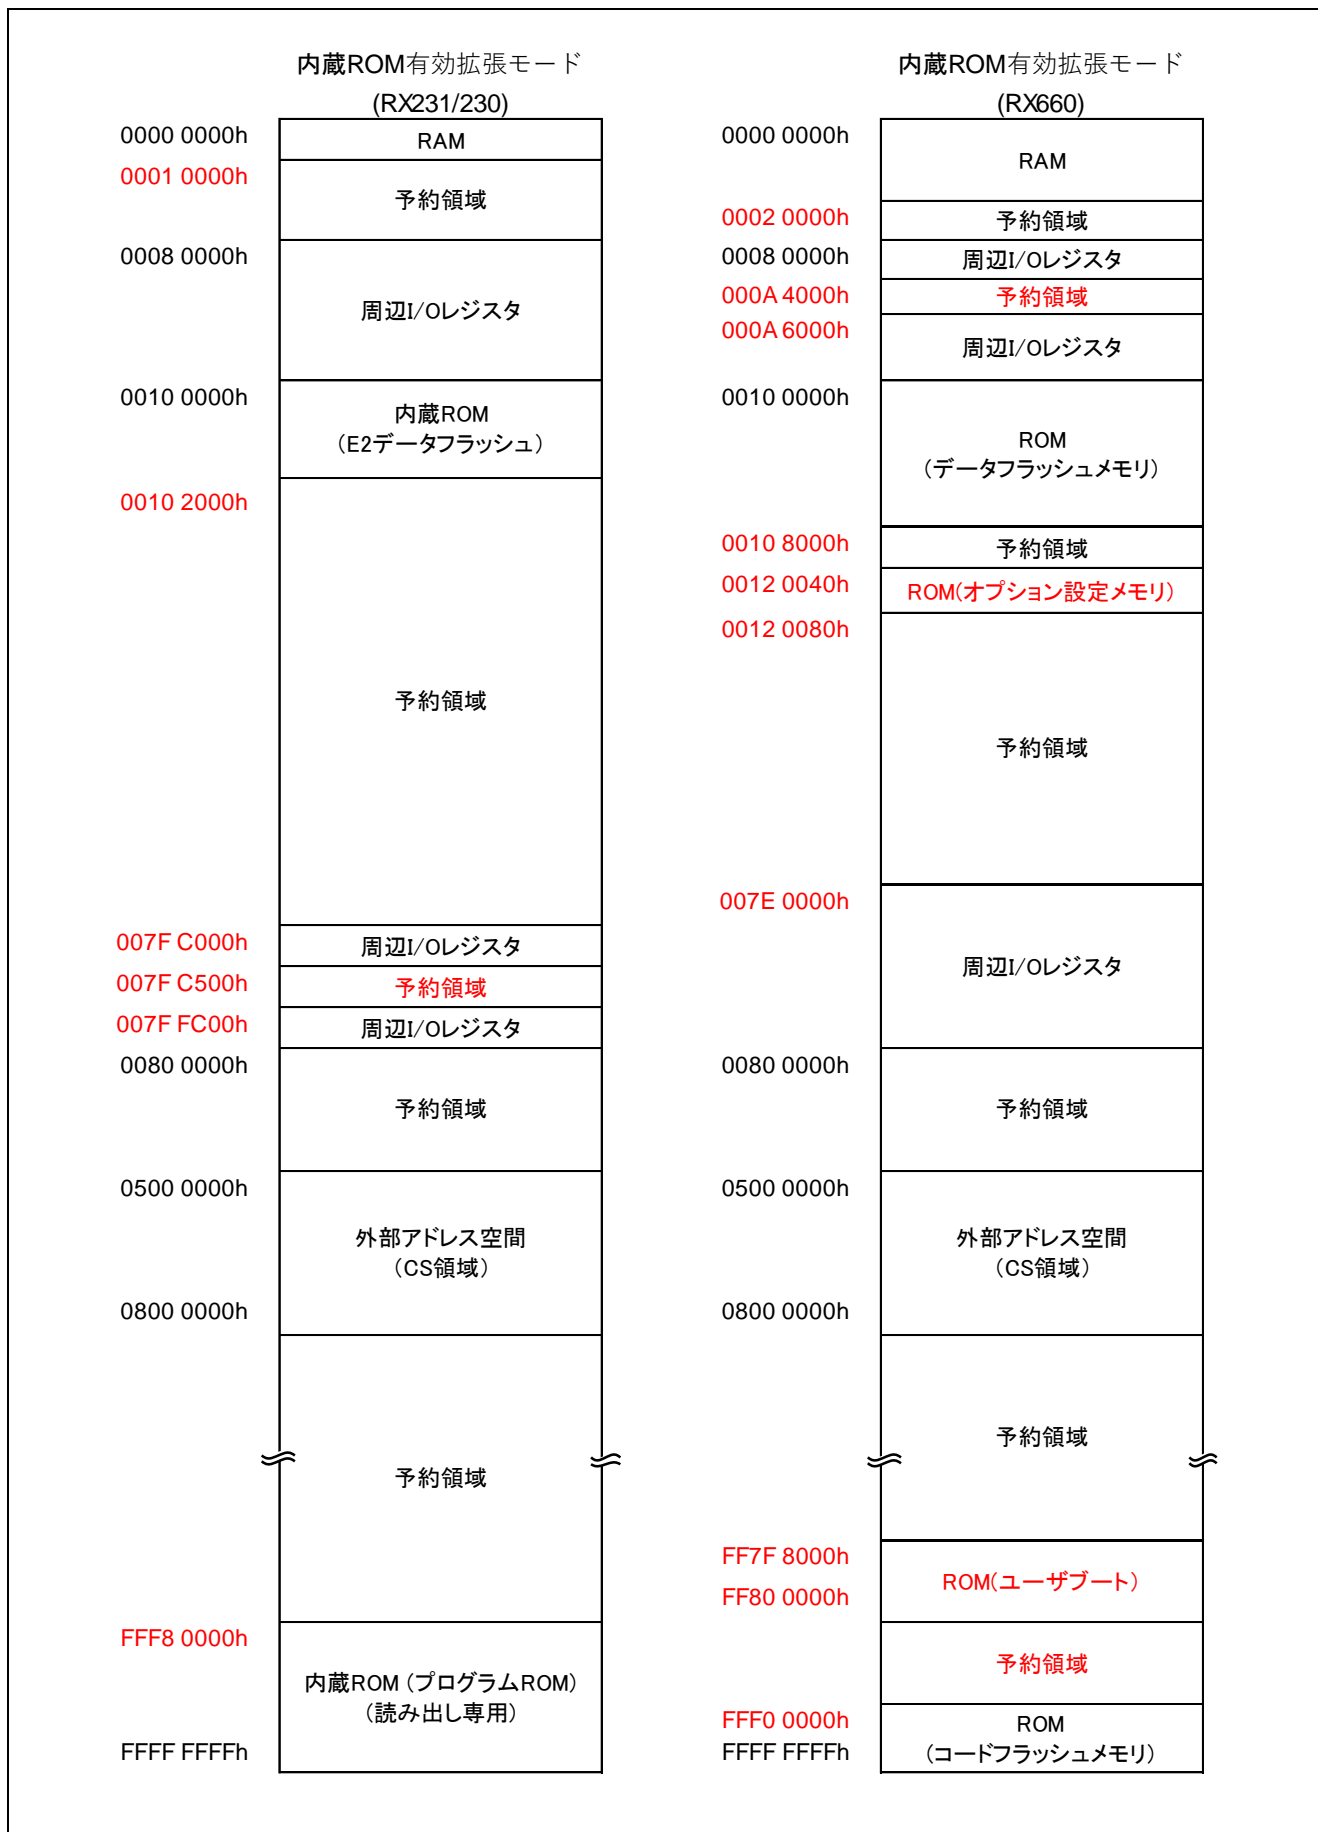 内蔵ROM有効拡張モード
(RX231/230)
0000 0000h
RAM
0001 0000h
予約領域
0008 0000h
周辺I/Oレジスタ
0010 0000h
内蔵ROM
(E2データフラッシュ)
0010 2000h
予約領域
007F C000h
周辺I/Oレジスタ
007F C500h
予約領域
007F FC00h
周辺I/Oレジスタ
0080 0000h
予約領域
0500 0000h
外部アドレス空間
(CS領域)
0800 0000h
予約領域
FFF8 0000h
内蔵ROM (プログラムROM)
(読み出し専用)
FFFF FFFFh
内蔵ROM有効拡張モード
(RX660)
0000 0000h
RAM
0002 0000h
予約領域
0008 0000h
周辺I/Oレジスタ
000A 4000h
予約領域
000A 6000h
周辺I/Oレジスタ
0010 0000h
ROM
(データフラッシュメモリ)
0010 8000h
予約領域
0012 0040h
ROM(オプション設定メモリ)
0012 0080h
予約領域
007E 0000h
周辺I/Oレジスタ
0080 0000h
予約領域
0500 0000h
外部アドレス空間
(CS領域)
0800 0000h
予約領域
FF7F 8000h
ROM(ユーザブート)
FF80 0000h
予約領域
FFF0 0000h
ROM
(コードフラッシュメモリ)
FFFF FFFFh